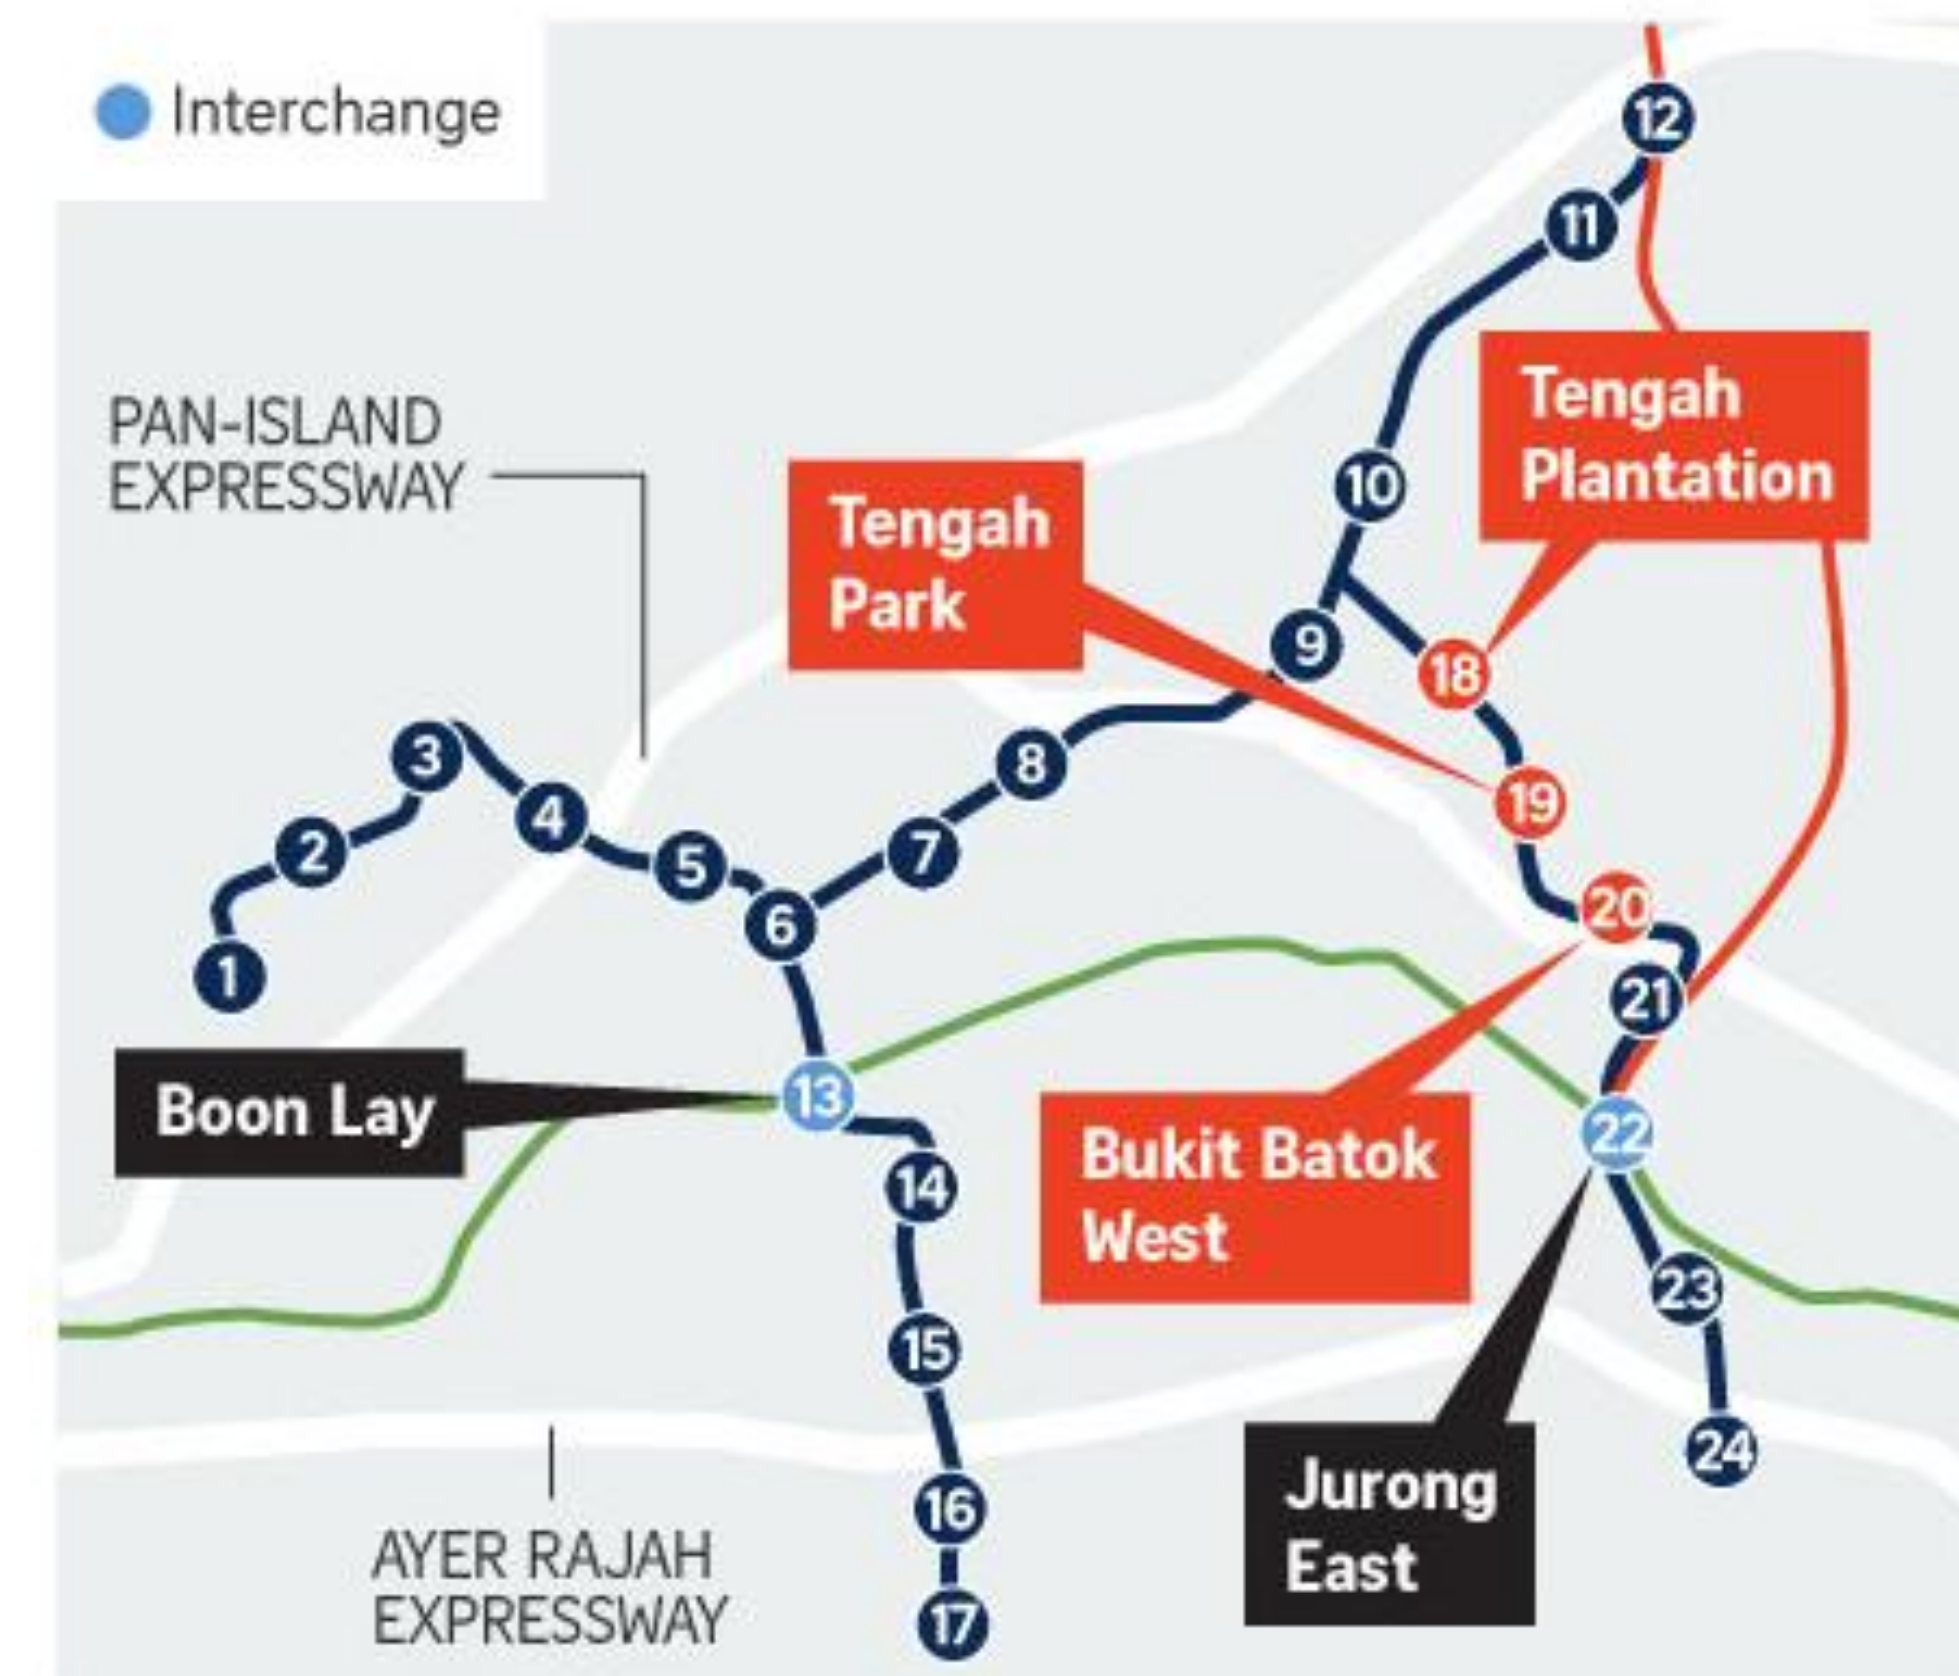 Interchange
12
11
PAN-ISLAND
EXPRESSWAY
Tengah
Plantation
10
Tengah
Park
9
18
3
8
19
4
2
7
5
20
6
1
21
Boon Lay
13
22
Bukit Batok
West
14
23
15
24
Jurong
East
16
AYER RAJAH
EXPRESSWAY
17